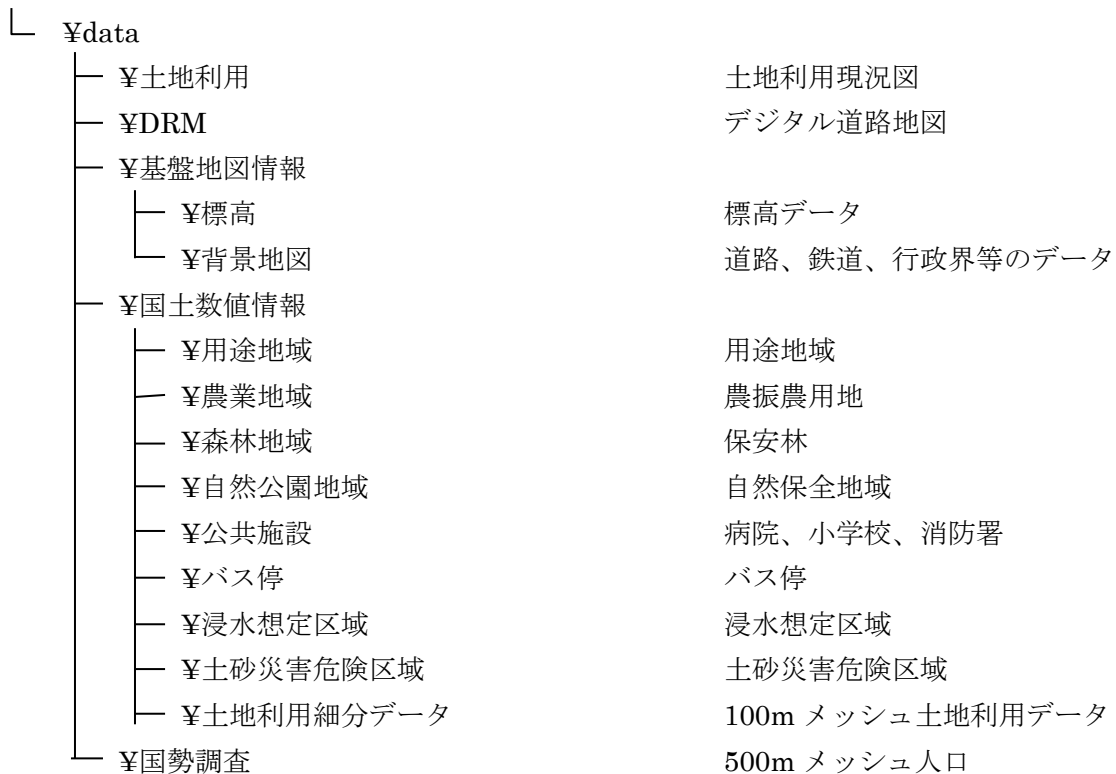 ¥data
¥土地利用 土地利用現況図
¥DRM デジタル道路地図
¥基盤地図情報
¥標高 標高データ
¥背景地図 道路、鉄道、行政界等のデータ
¥国土数値情報
¥用途地域 用途地域
¥農業地域 農振農用地
¥森林地域 保安林
¥自然公園地域 自然保全地域
¥公共施設 病院、小学校、消防署
¥バス停 バス停
¥浸水想定区域 浸水想定区域
¥土砂災害危険区域 土砂災害危険区域
¥土地利用細分データ 100m メッシュ土地利用データ
¥国勢調査 500m メッシュ人口